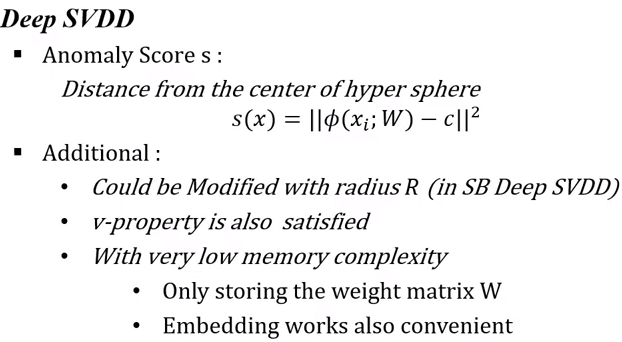 Deep SVDD
▪ Anomaly Score s :
Distance from the center of hyper sphere
s(x) = ||ϕ(xᵢ; W) − c||²
▪ Additional :
• Could be Modified with radius R (in SB Deep SVDD)
• v-property is also satisfied
• With very low memory complexity
• Only storing the weight matrix W
• Embedding works also convenient